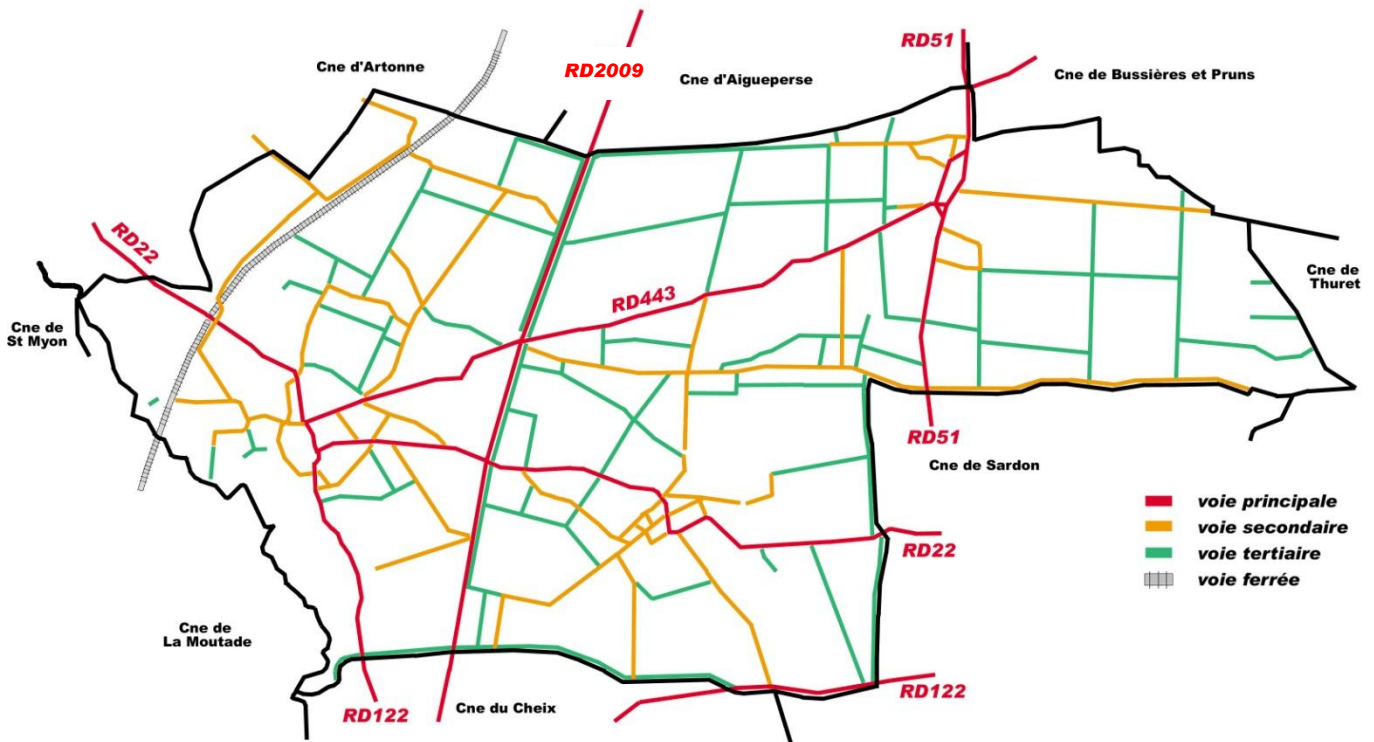 RD51
Cne d'Artonne
RD2009
Cne d'Aigueperse
Cne de Bussières et Pruns
RD22
Cne de
Thuret
RD443
Cne de
St Myon
RD51
Cne de Sardon
voie principale
voie secondaire
RD22
voie tertiaire
voie ferrée
Cne de
La Moutade
RD122
Cne du Cheix
RD122